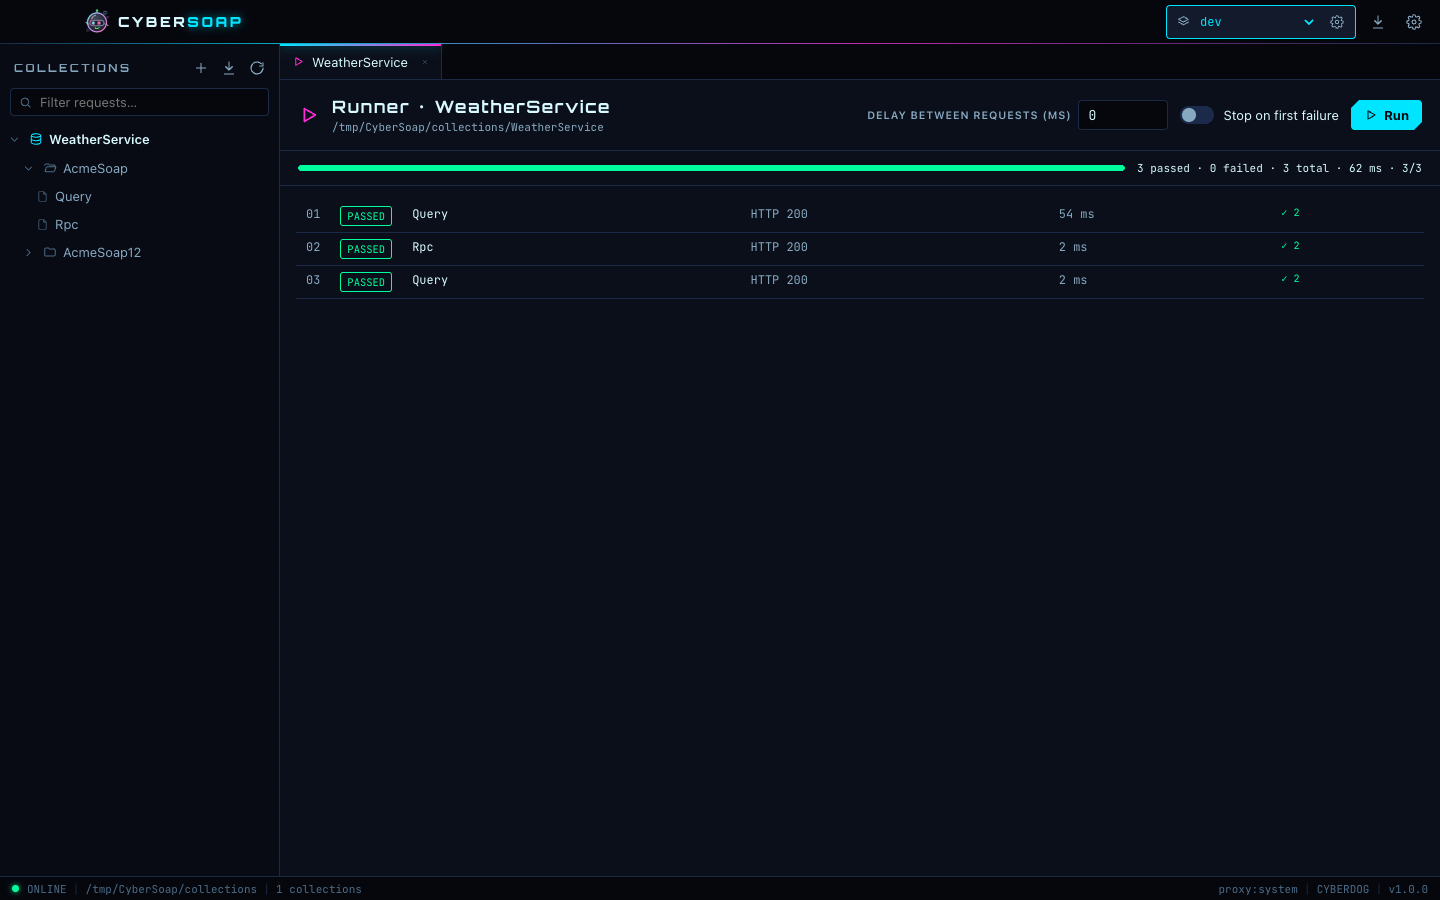 CYBERSOAP
dev
COLLECTIONS
WeatherService ×
Filter requests...
Runner · WeatherService
/tmp/CyberSoap/collections/WeatherService
DELAY BETWEEN REQUESTS (MS) 0 Stop on first failure Run
WeatherService
AcmeSoap
Query
Rpc
AcmeSoap12
3 passed · 0 failed · 3 total · 62 ms · 3/3
01 PASSED Query HTTP 200 54 ms ✓ 2
02 PASSED Rpc HTTP 200 2 ms ✓ 2
03 PASSED Query HTTP 200 2 ms ✓ 2
ONLINE | /tmp/CyberSoap/collections | 1 collections
proxy:system | CYBERDOG | v1.0.0